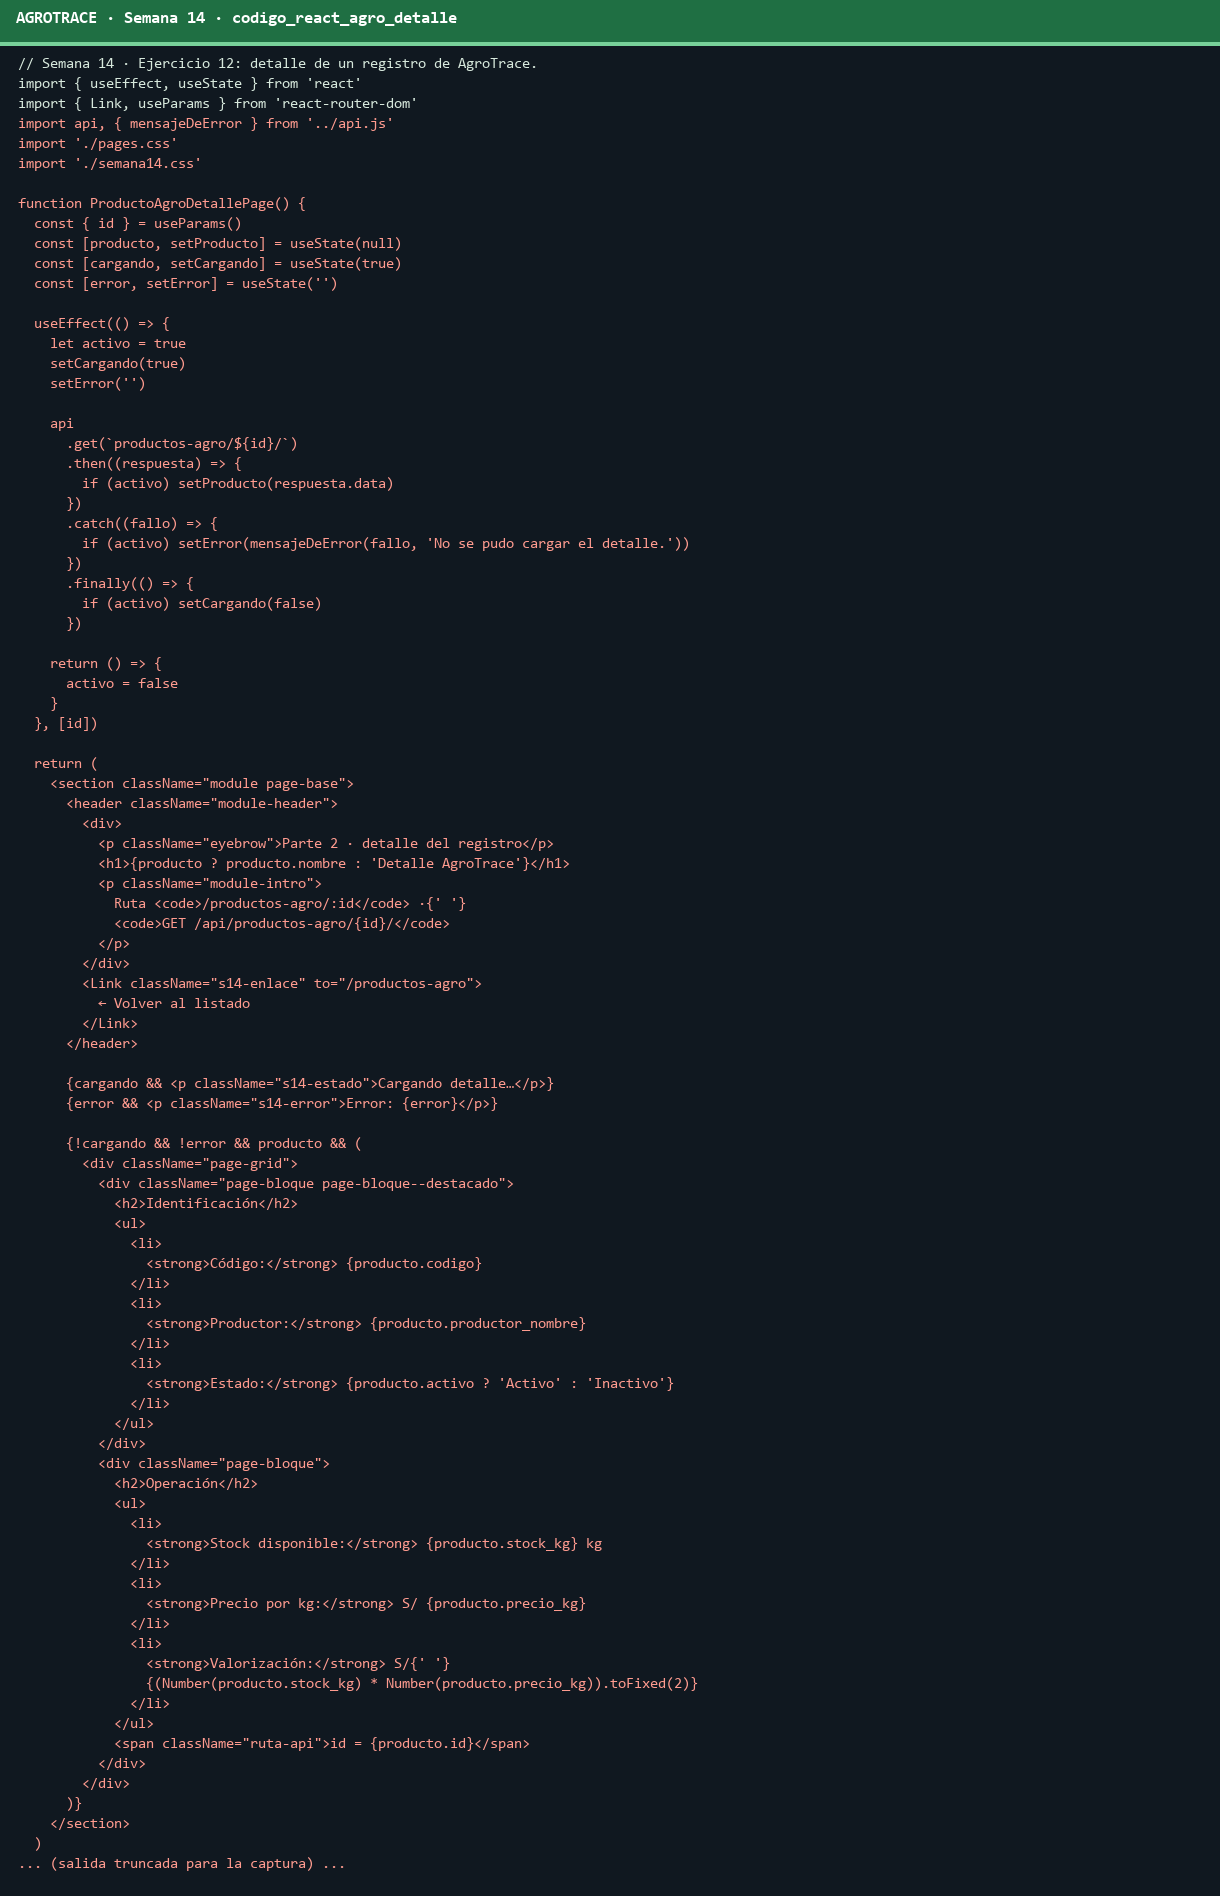 AGROTRACE · Semana 14 · codigo_react_agro_detalle
// Semana 14 · Ejercicio 12: detalle de un registro de AgroTrace.
import { useEffect, useState } from 'react'
import { Link, useParams } from 'react-router-dom'
import api, { mensajeDeError } from '../api.js'
import './pages.css'
import './semana14.css'

function ProductoAgroDetallePage() {
  const { id } = useParams()
  const [producto, setProducto] = useState(null)
  const [cargando, setCargando] = useState(true)
  const [error, setError] = useState('')

  useEffect(() => {
    let activo = true
    setCargando(true)
    setError('')

    api
      .get(`productos-agro/${id}/`)
      .then((respuesta) => {
        if (activo) setProducto(respuesta.data)
      })
      .catch((fallo) => {
        if (activo) setError(mensajeDeError(fallo, 'No se pudo cargar el detalle.'))
      })
      .finally(() => {
        if (activo) setCargando(false)
      })

    return () => {
      activo = false
    }
  }, [id])

  return (
    <section className="module page-base">
      <header className="module-header">
        <div>
          <p className="eyebrow">Parte 2 · detalle del registro</p>
          <h1>{producto ? producto.nombre : 'Detalle AgroTrace'}</h1>
          <p className="module-intro">
            Ruta <code>/productos-agro/:id</code> ·{' '}
            <code>GET /api/productos-agro/{id}/</code>
          </p>
        </div>
        <Link className="s14-enlace" to="/productos-agro">
          ← Volver al listado
        </Link>
      </header>

      {cargando && <p className="s14-estado">Cargando detalle…</p>}
      {error && <p className="s14-error">Error: {error}</p>}

      {!cargando && !error && producto && (
        <div className="page-grid">
          <div className="page-bloque page-bloque--destacado">
            <h2>Identificación</h2>
            <ul>
              <li>
                <strong>Código:</strong> {producto.codigo}
              </li>
              <li>
                <strong>Productor:</strong> {producto.productor_nombre}
              </li>
              <li>
                <strong>Estado:</strong> {producto.activo ? 'Activo' : 'Inactivo'}
              </li>
            </ul>
          </div>
          <div className="page-bloque">
            <h2>Operación</h2>
            <ul>
              <li>
                <strong>Stock disponible:</strong> {producto.stock_kg} kg
              </li>
              <li>
                <strong>Precio por kg:</strong> S/ {producto.precio_kg}
              </li>
              <li>
                <strong>Valorización:</strong> S/{' '}
                {(Number(producto.stock_kg) * Number(producto.precio_kg)).toFixed(2)}
              </li>
            </ul>
            <span className="ruta-api">id = {producto.id}</span>
          </div>
        </div>
      )}
    </section>
  )
... (salida truncada para la captura) ...